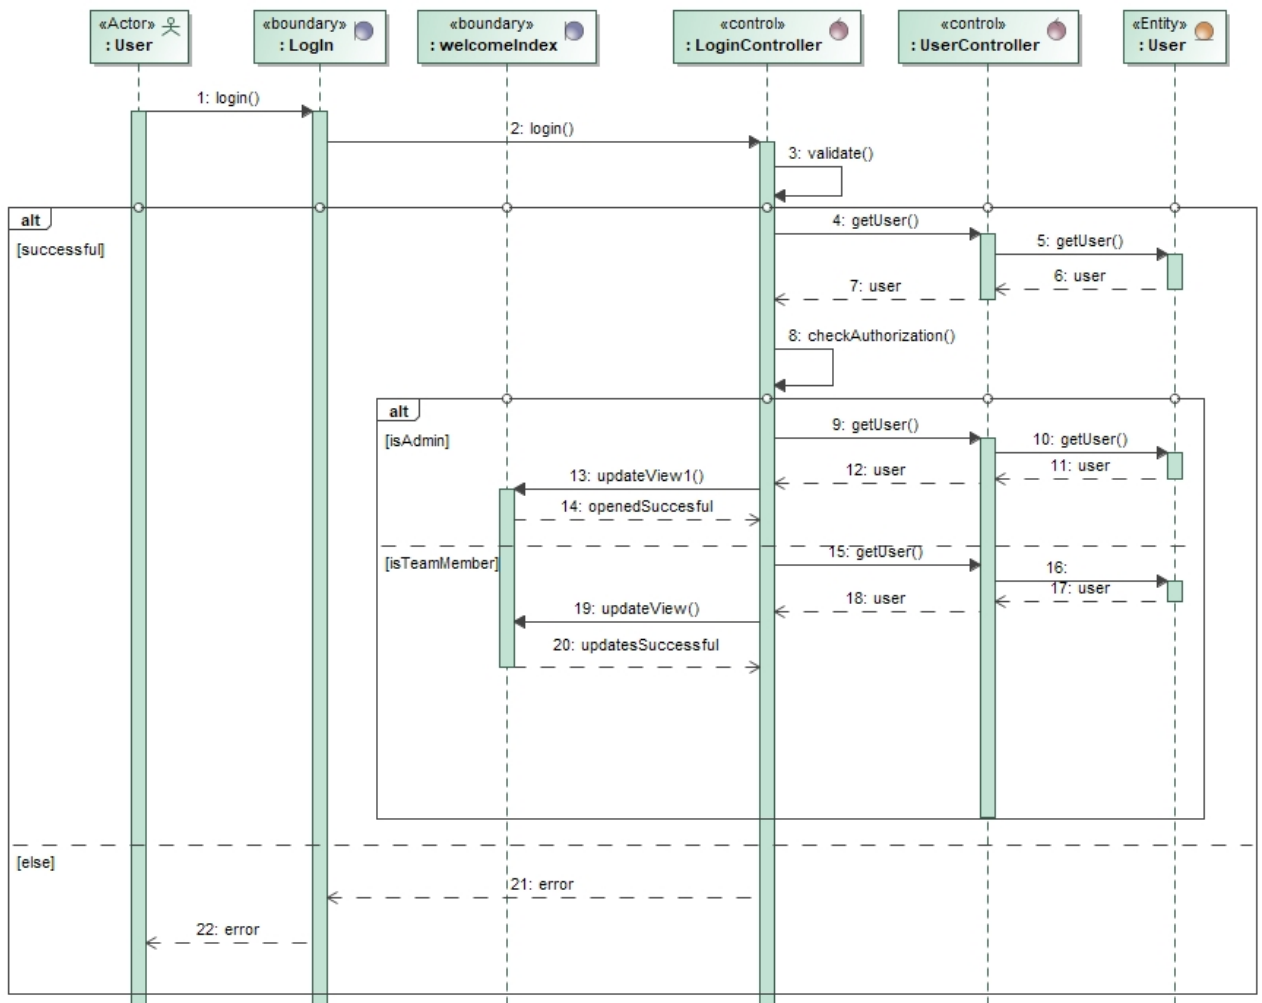 «Actor»
: User
«boundary»
: LogIn
«boundary»
: welcomeIndex
«control»
: LoginController
«control»
: UserController
«Entity»
: User
1: login()
2: login()
3: validate()
alt
[successful]
4: getUser()
5: getUser()
6: user
7: user
8: checkAuthorization()
alt
[isAdmin]
9: getUser()
10: getUser()
11: user
12: user
13: updateView1()
14: openedSuccesful
15: getUser()
[isTeamMember]
16:
17: user
18: user
19: updateView()
20: updatesSuccessful
[else]
21: error
22: error